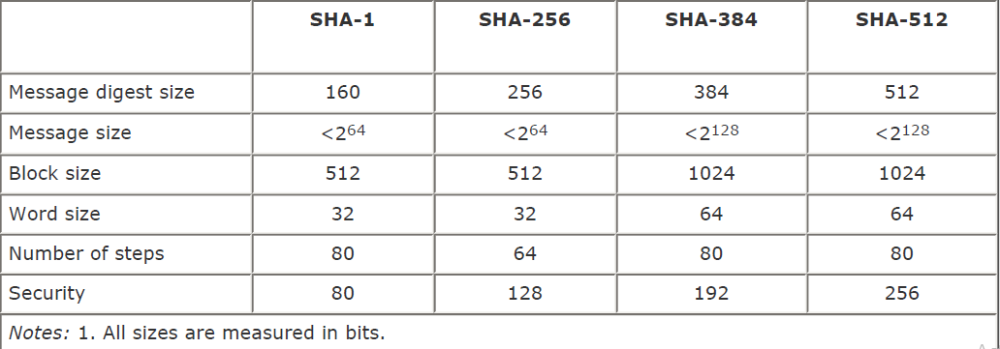 SHA-1 SHA-256 SHA-384 SHA-512
Message digest size 160 256 384 512
Message size <2^64 <2^64 <2^128 <2^128
Block size 512 512 1024 1024
Word size 32 32 64 64
Number of steps 80 64 80 80
Security 80 128 192 256
Notes: 1. All sizes are measured in bits.